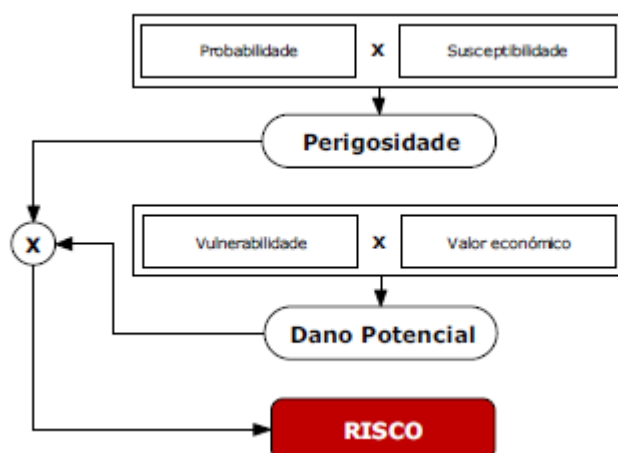 Probabilidade X Susceptibilidade
Perigosidade
X
Vulnerabilidade X Valor económico
Dano Potencial
RISCO